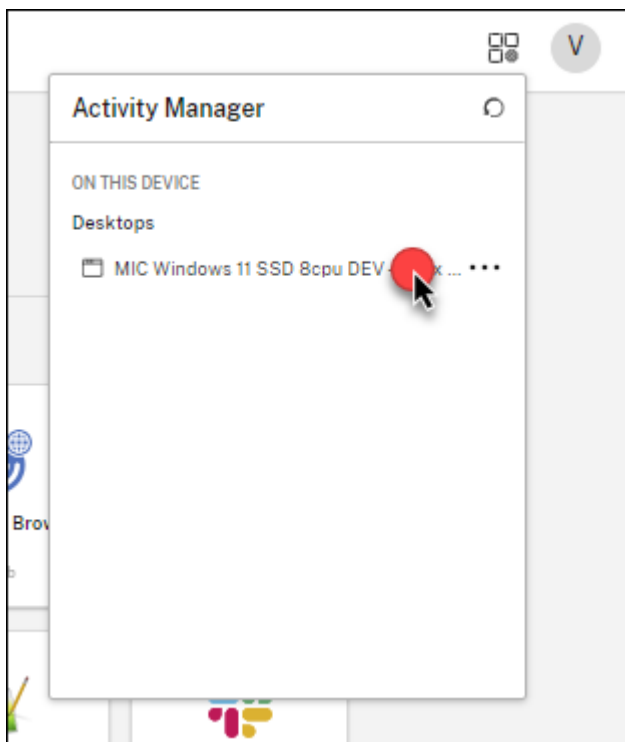 V
Activity Manager
ON THIS DEVICE
Desktops
MIC Windows 11 SSD 8cpu DEV - x ... •••
Brow